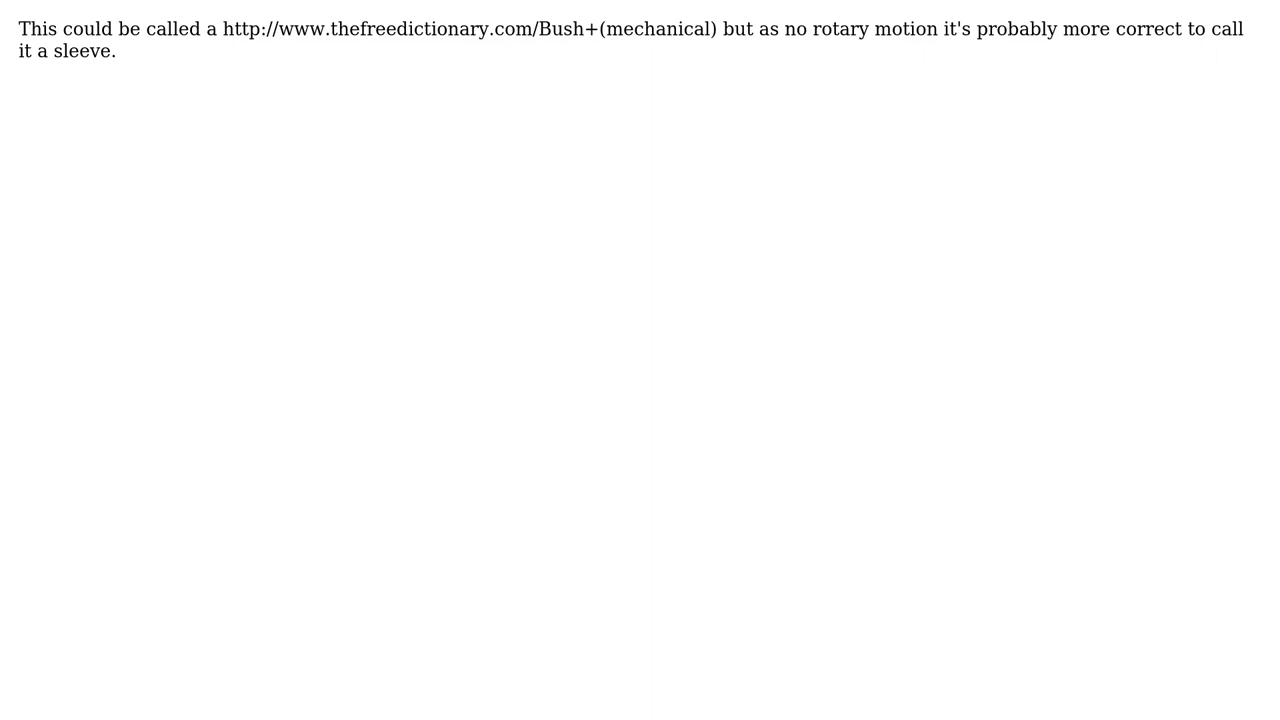 This could be called a http://www.thefreedictionary.com/Bush+(mechanical) but as no rotary motion it's probably more correct to call
it a sleeve.